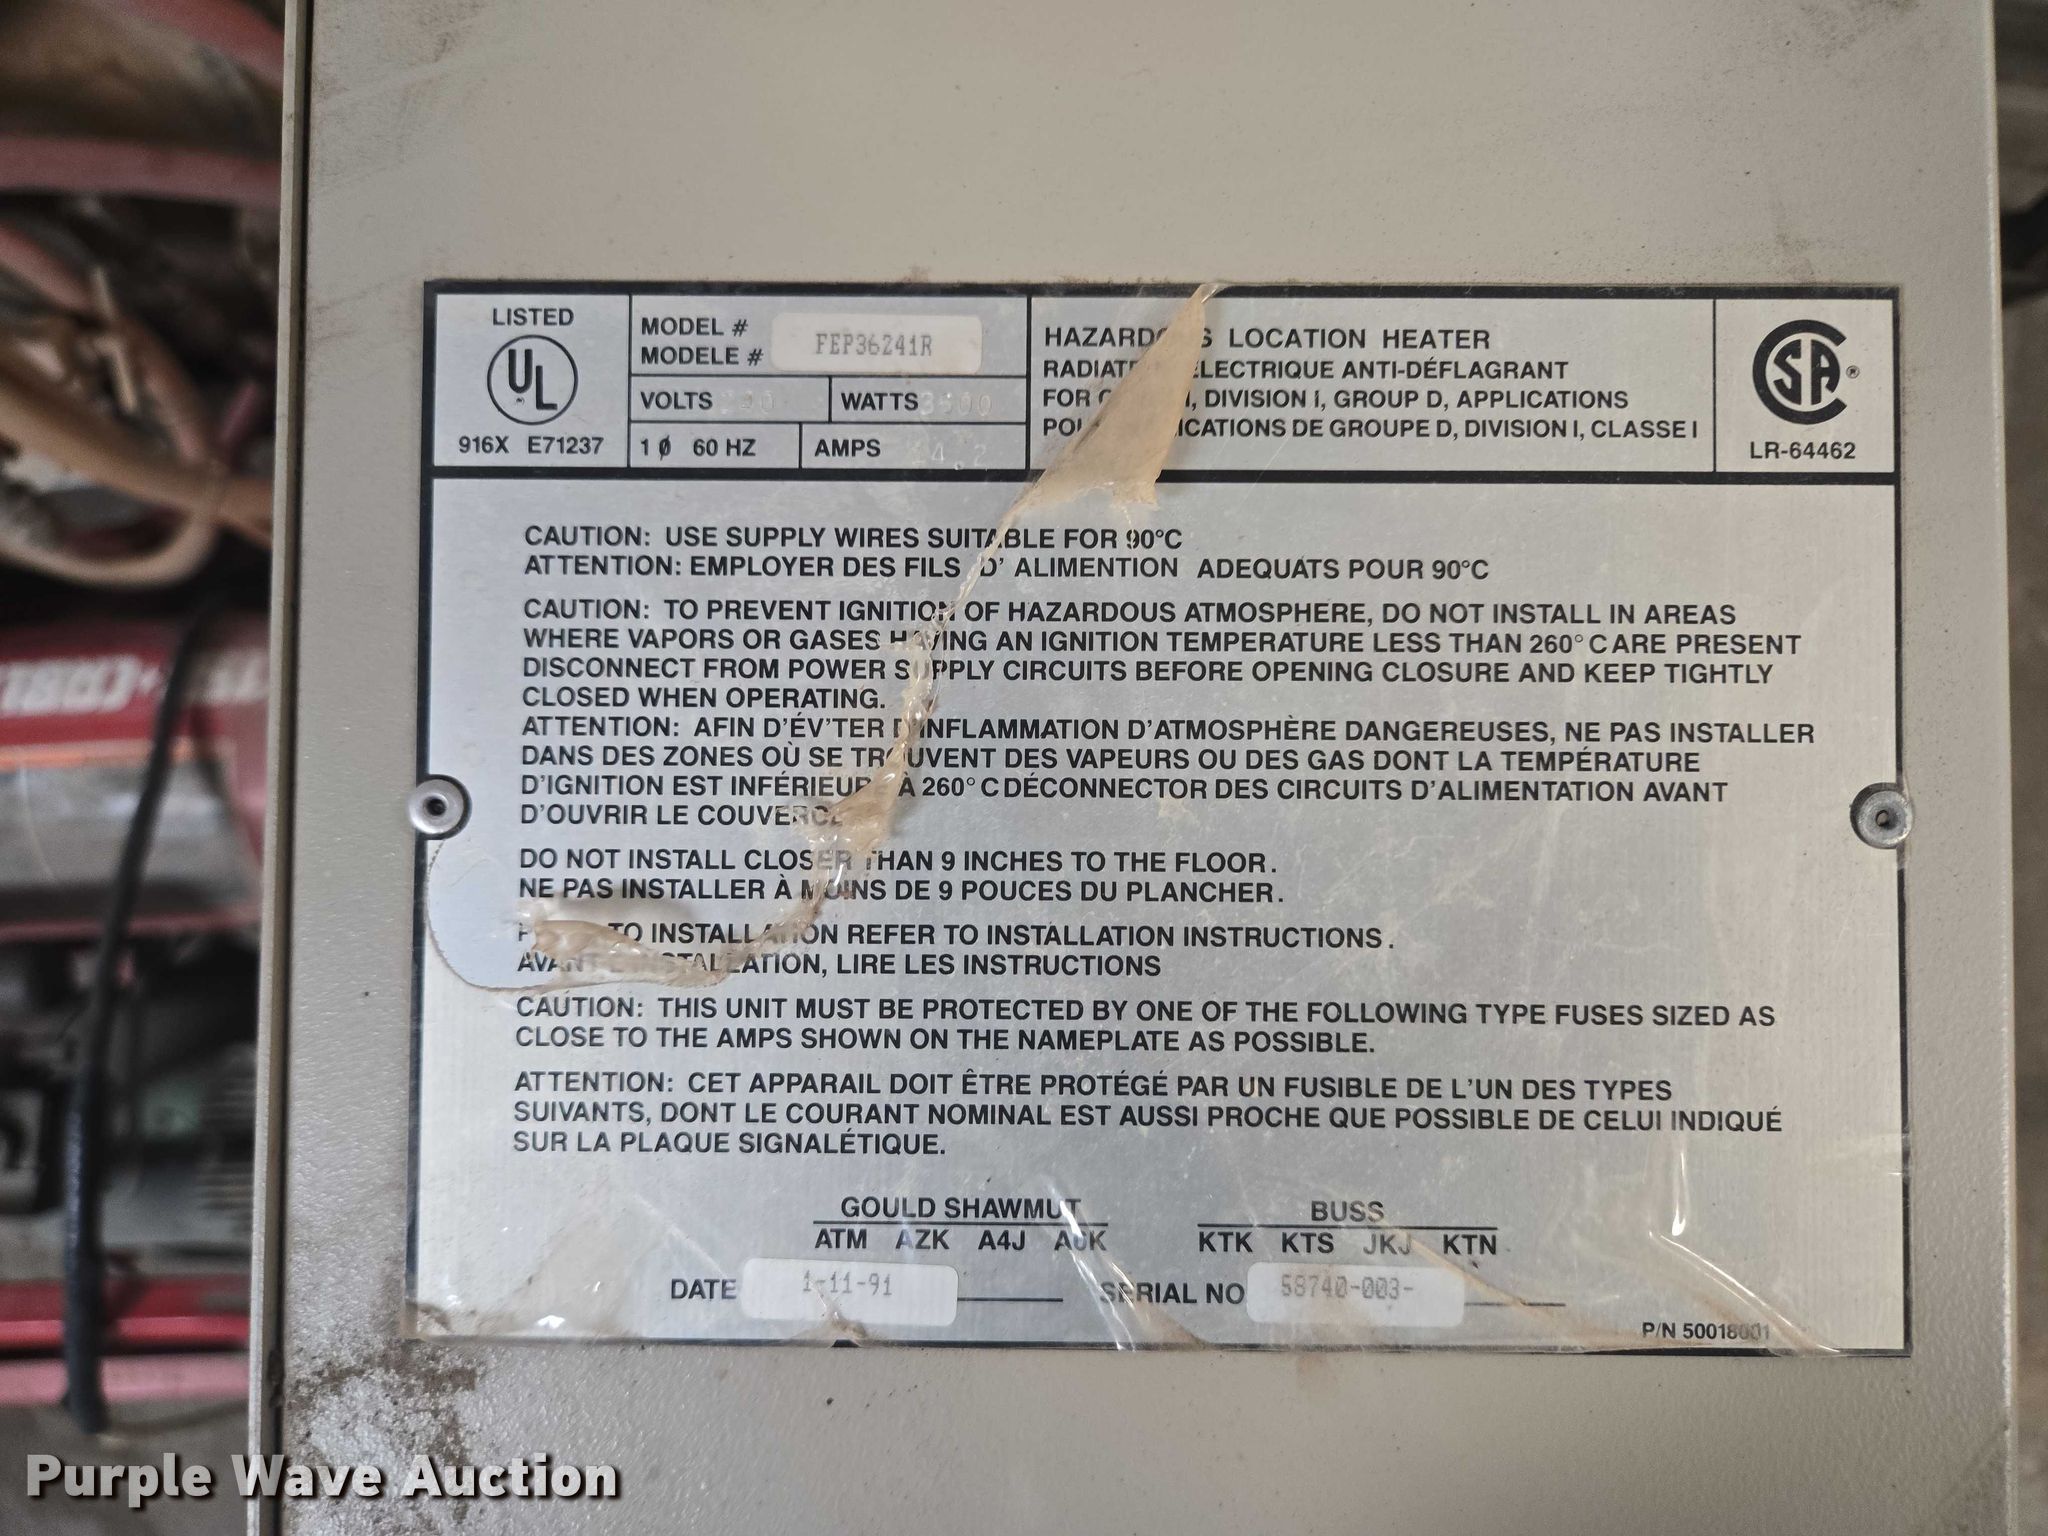 LISTED
UL
916X E71237
MODEL #
MODELE #
FEP36241R
VOLTS
WATTS
1 ø 60 HZ
AMPS
LOCATION HEATER
ANTI-DÉFLAGRANT
FOR I, DIVISION I, GROUP D, APPLICATIONS
DE GROUPE D, DIVISION I, CLASSE I
SA ®
LR-64462
CAUTION: USE SUPPLY WIRES SUITABLE FOR 90°C
ATTENTION: EMPLOYER DES FILS D' ALIMENTION ADEQUATS POUR 90°C
CAUTION: TO PREVENT IGNITION OF HAZARDOUS ATMOSPHERE, DO NOT INSTALL IN AREAS
WHERE VAPORS OR GASES HAVING AN IGNITION TEMPERATURE LESS THAN 260° C ARE PRESENT
DISCONNECT FROM POWER SUPPLY CIRCUITS BEFORE OPENING CLOSURE AND KEEP TIGHTLY
CLOSED WHEN OPERATING.
ATTENTION: AFIN D'ÉV'TER L'INFLAMMATION D'ATMOSPHÈRE DANGEREUSES, NE PAS INSTALLER
DANS DES ZONES OÙ SE TROUVENT DES VAPEURS OU DES GAS DONT LA TEMPÉRATURE
D'IGNITION EST INFÉRIEURE À 260° C DÉCONNECTOR DES CIRCUITS D'ALIMENTATION AVANT
D'OUVRIR LE
DO NOT INSTALL CLOSER THAN 9 INCHES TO THE FLOOR.
NE PAS INSTALLER À MOINS DE 9 POUCES DU PLANCHER.
TO INSTALLATION REFER TO INSTALLATION INSTRUCTIONS.
AVANT L'INSTALLATION, LIRE LES INSTRUCTIONS
CAUTION: THIS UNIT MUST BE PROTECTED BY ONE OF THE FOLLOWING TYPE FUSES SIZED AS
CLOSE TO THE AMPS SHOWN ON THE NAMEPLATE AS POSSIBLE.
ATTENTION: CET APPARAIL DOIT ÊTRE PROTÉGÉ PAR UN FUSIBLE DE L'UN DES TYPES
SUIVANTS, DONT LE COURANT NOMINAL EST AUSSI PROCHE QUE POSSIBLE DE CELUI INDIQUÉ
SUR LA PLAQUE SIGNALÉTIQUE.
GOULD SHAWMUT
ATM AZK A4J A6K
BUSS
KTK KTS JKJ KTN
DATE 1-11-91
SERIAL NO 58740-003-
P/N 50018001
Purple Wave Auction